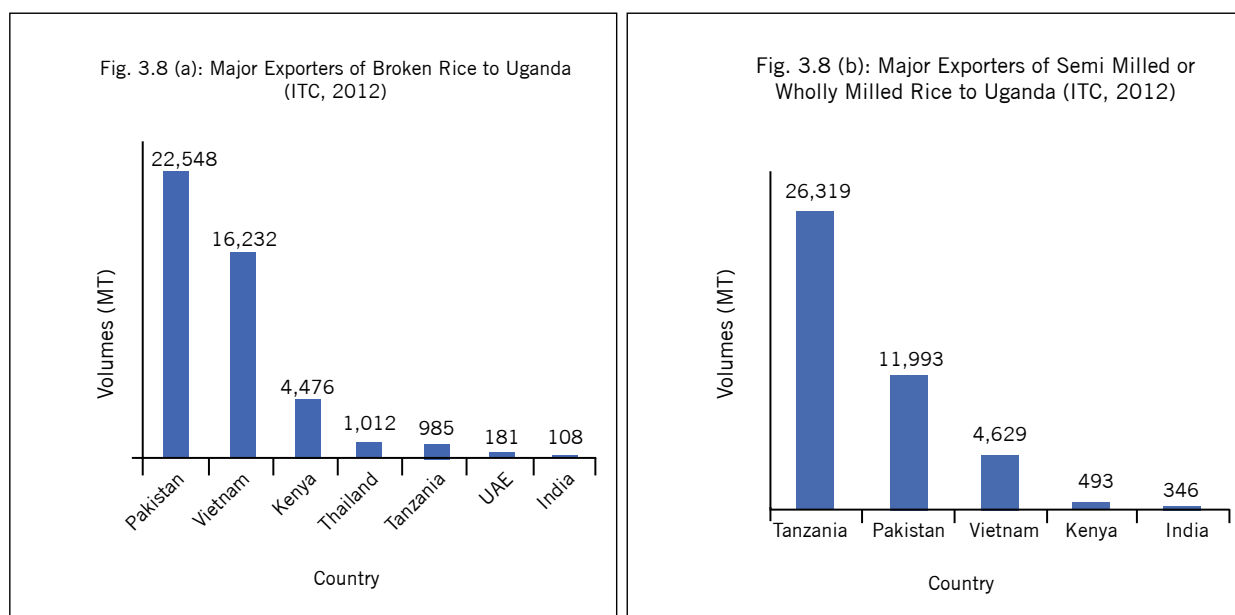 Fig. 3.8 (a): Major Exporters of Broken Rice to Uganda
(ITC, 2012)
Volumes (MT)
22,548
16,232
4,476
1,012
985
181
108
Pakistan
Vietnam
Kenya
Thailand
Tanzania
UAE
India
Country
Fig. 3.8 (b): Major Exporters of Semi Milled or
Wholly Milled Rice to Uganda (ITC, 2012)
Volumes (MT)
26,319
11,993
4,629
493
346
Tanzania
Pakistan
Vietnam
Kenya
India
Country